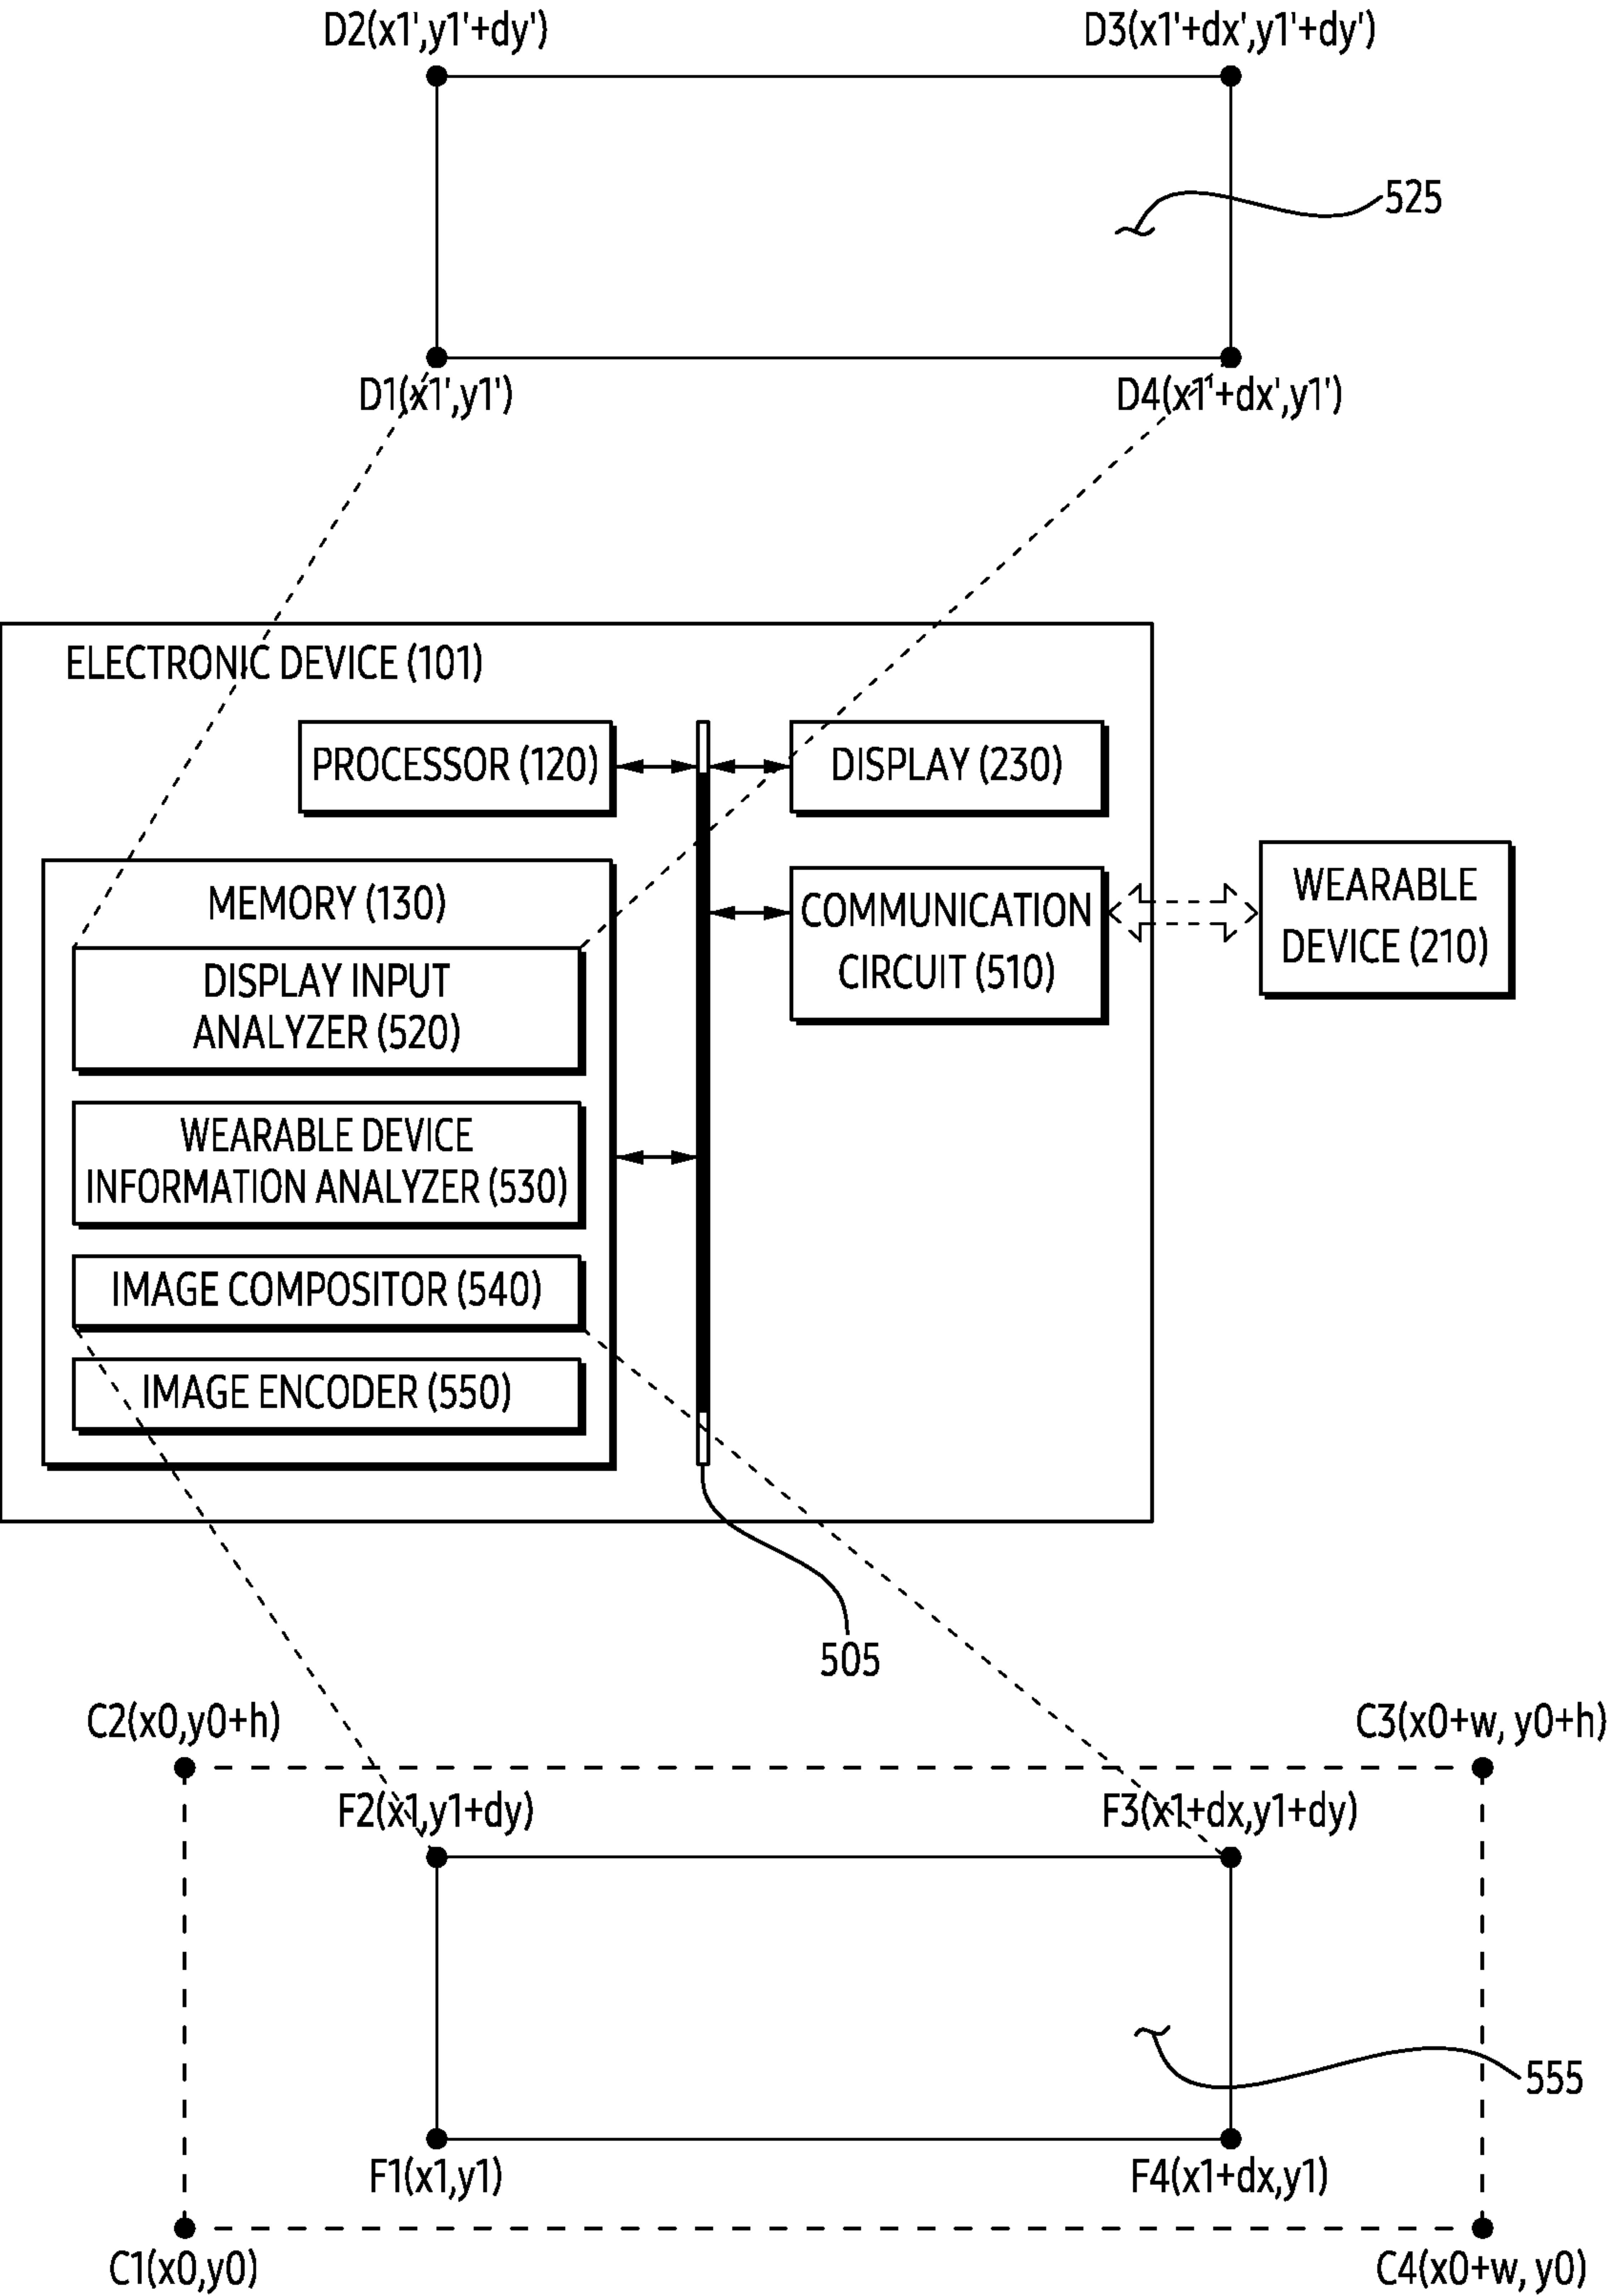 D2(x1',y1'+dy')
D3(x1'+dx',y1'+dy')
525
D1(x1',y1')
D4(x1'+dx',y1')
ELECTRONIC DEVICE (101)
PROCESSOR (120)
DISPLAY (230)
MEMORY (130)
COMMUNICATION
CIRCUIT (510)
WEARABLE
DEVICE (210)
DISPLAY INPUT
ANALYZER (520)
WEARABLE DEVICE
INFORMATION ANALYZER (530)
IMAGE COMPOSITOR (540)
IMAGE ENCODER (550)
505
C2(x0,y0+h)
C3(x0+w, y0+h)
F2(x1,y1+dy)
F3(x1+dx,y1+dy)
555
F1(x1,y1)
F4(x1+dx,y1)
C1(x0,y0)
C4(x0+w, y0)